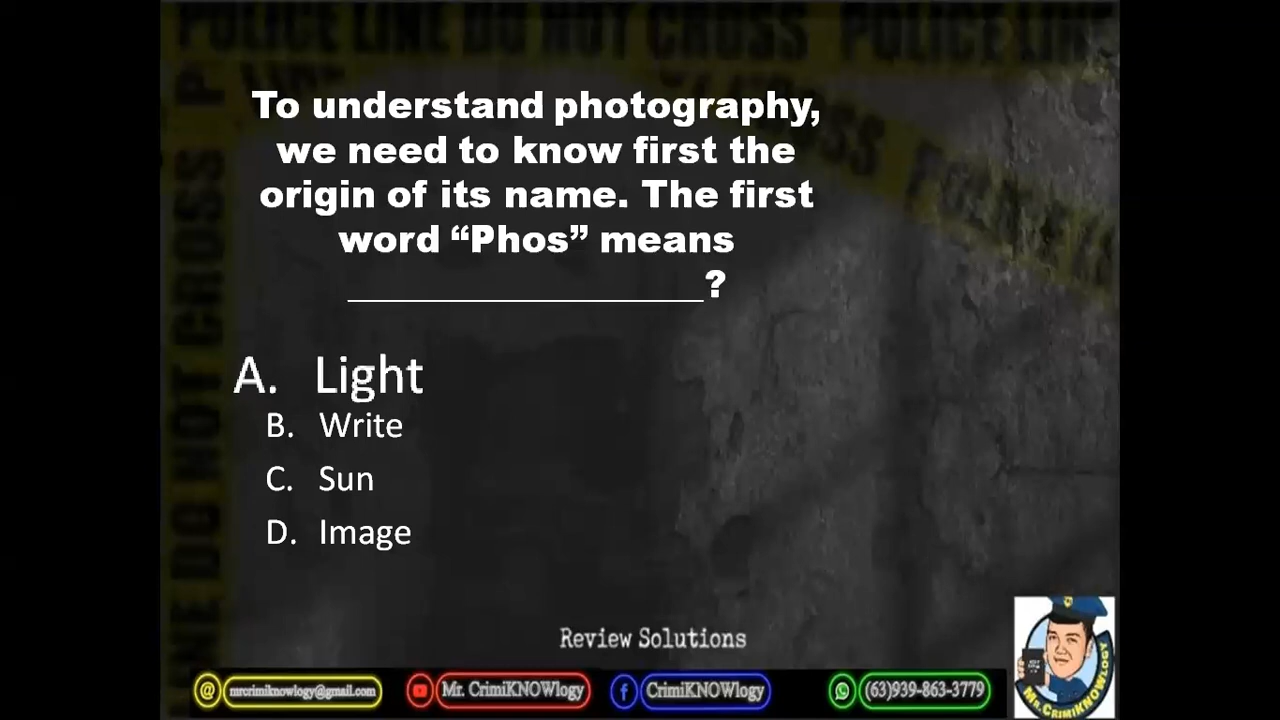 POLICE LINE DO NOT CROSS POLICE LINE
To understand photography,
we need to know first the
origin of its name. The first
word “Phos” means
____________________?
A. Light
B. Write
C. Sun
D. Image
Review Solutions
mrcrimiknowlogy@gmail.com
Mr. CrimiKNOWlogy
CrimiKNOWlogy
(63)939-863-3779
MR. CRIMIKNOWLOGY